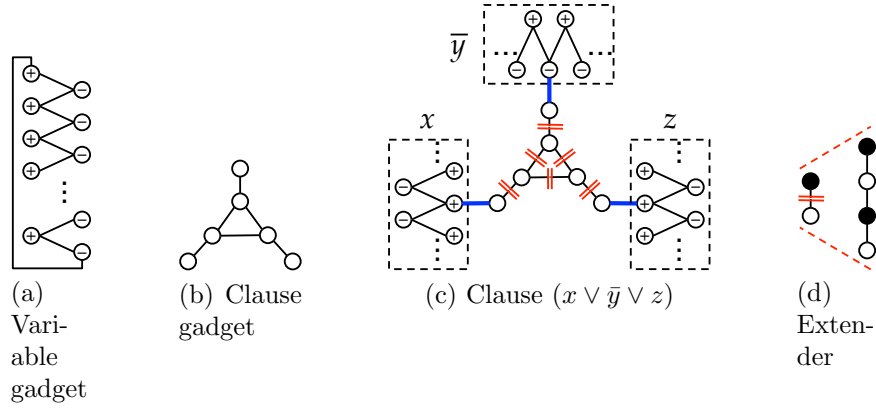 ȳ
x
z
(a)
Vari-
able
gadget
(b) Clause
gadget
(c) Clause (x ∨ ȳ ∨ z)
(d)
Exten-
der